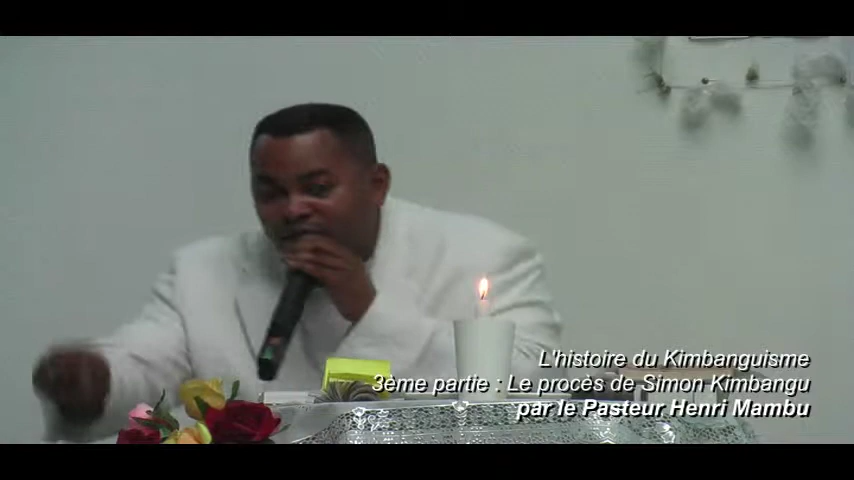 L'histoire du Kimbanguisme
3ème partie : Le procès de Simon Kimbangu
par le Pasteur Henri Mambu